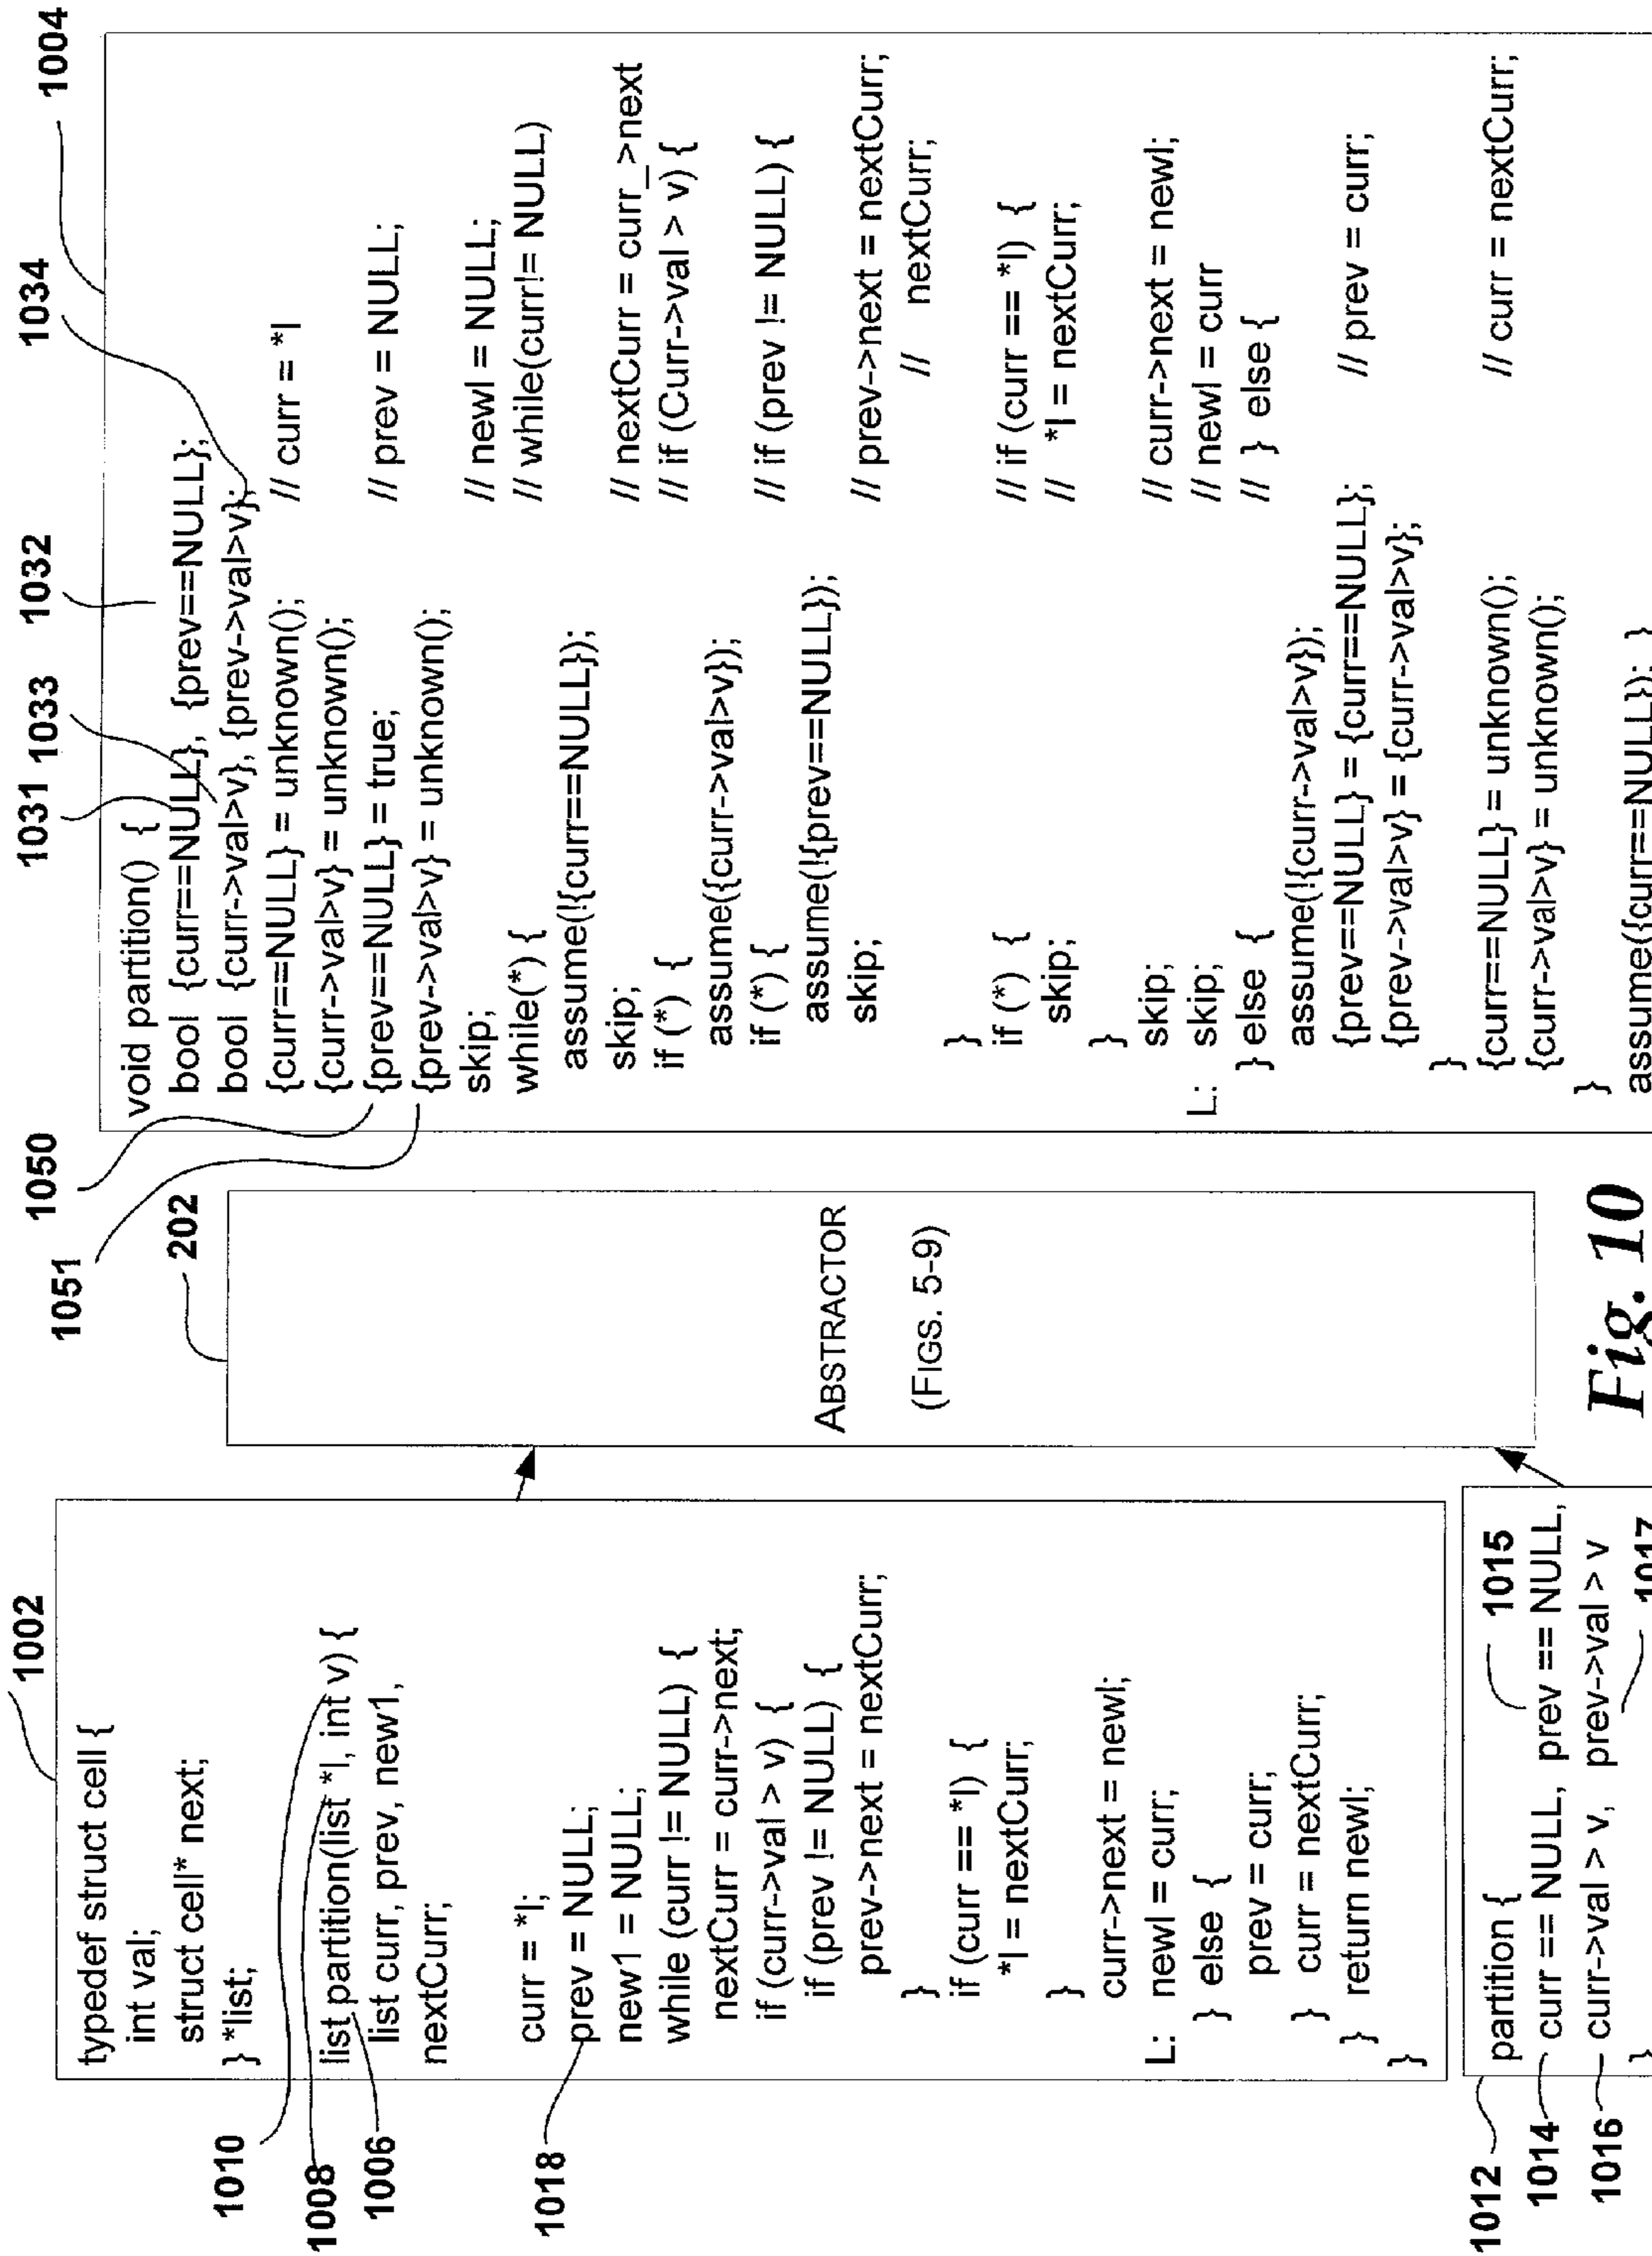 1002
typedef struct cell {
int val;
struct cell* next;
} *list;
1010
1008
1006
list partition(list *l, int v) {
list curr, prev, new1,
nextCurr;
1018
curr = *l;
prev = NULL;
new1 = NULL;
while (curr != NULL) {
nextCurr = curr->next;
if (curr->val > v) {
if (prev != NULL) {
prev->next = nextCurr;
}
if (curr == *l) {
*l = nextCurr;
}
curr->next = newl;
L: newl = curr;
} else {
prev = curr;
} curr = nextCurr;
} return newl;
}
1012
1014
1016
1015
1017
partition {
curr == NULL, prev == NULL,
curr->val > v, prev->val > v
}
202
ABSTRACTOR
(FIGS. 5-9)
1050
1051
1031
1033
1032
1034
1004
void partition() {
bool {curr==NULL}, {prev==NULL};
bool {curr->val>v}, {prev->val>v};
{curr==NULL} = unknown(); // curr = *l
{curr->val>v} = unknown();
{prev==NULL} = true; // prev = NULL;
{prev->val>v} = unknown();
skip; // newl = NULL;
while(*) { // while(curr!= NULL)
assume(!{curr==NULL});
skip; // nextCurr = curr_>next
if (*) { // if (Curr->val > v) {
assume({curr->val>v});
if (*) { // if (prev != NULL) {
assume(!{prev==NULL});
skip; // prev->next = nextCurr;
// nextCurr;
}
if (*) { // if (curr == *l) {
skip; // *l = nextCurr;
}
skip; // curr->next = newl;
L: skip; // newl = curr
} else { // } else {
assume(!{curr->val>v});
{prev==NULL} = {curr==NULL}; // prev = curr;
{prev->val>v} = {curr->val>v};
}
{curr==NULL} = unknown(); // curr = nextCurr;
{curr->val>v} = unknown();
}
assume({curr==NULL}); }
Fig. 10